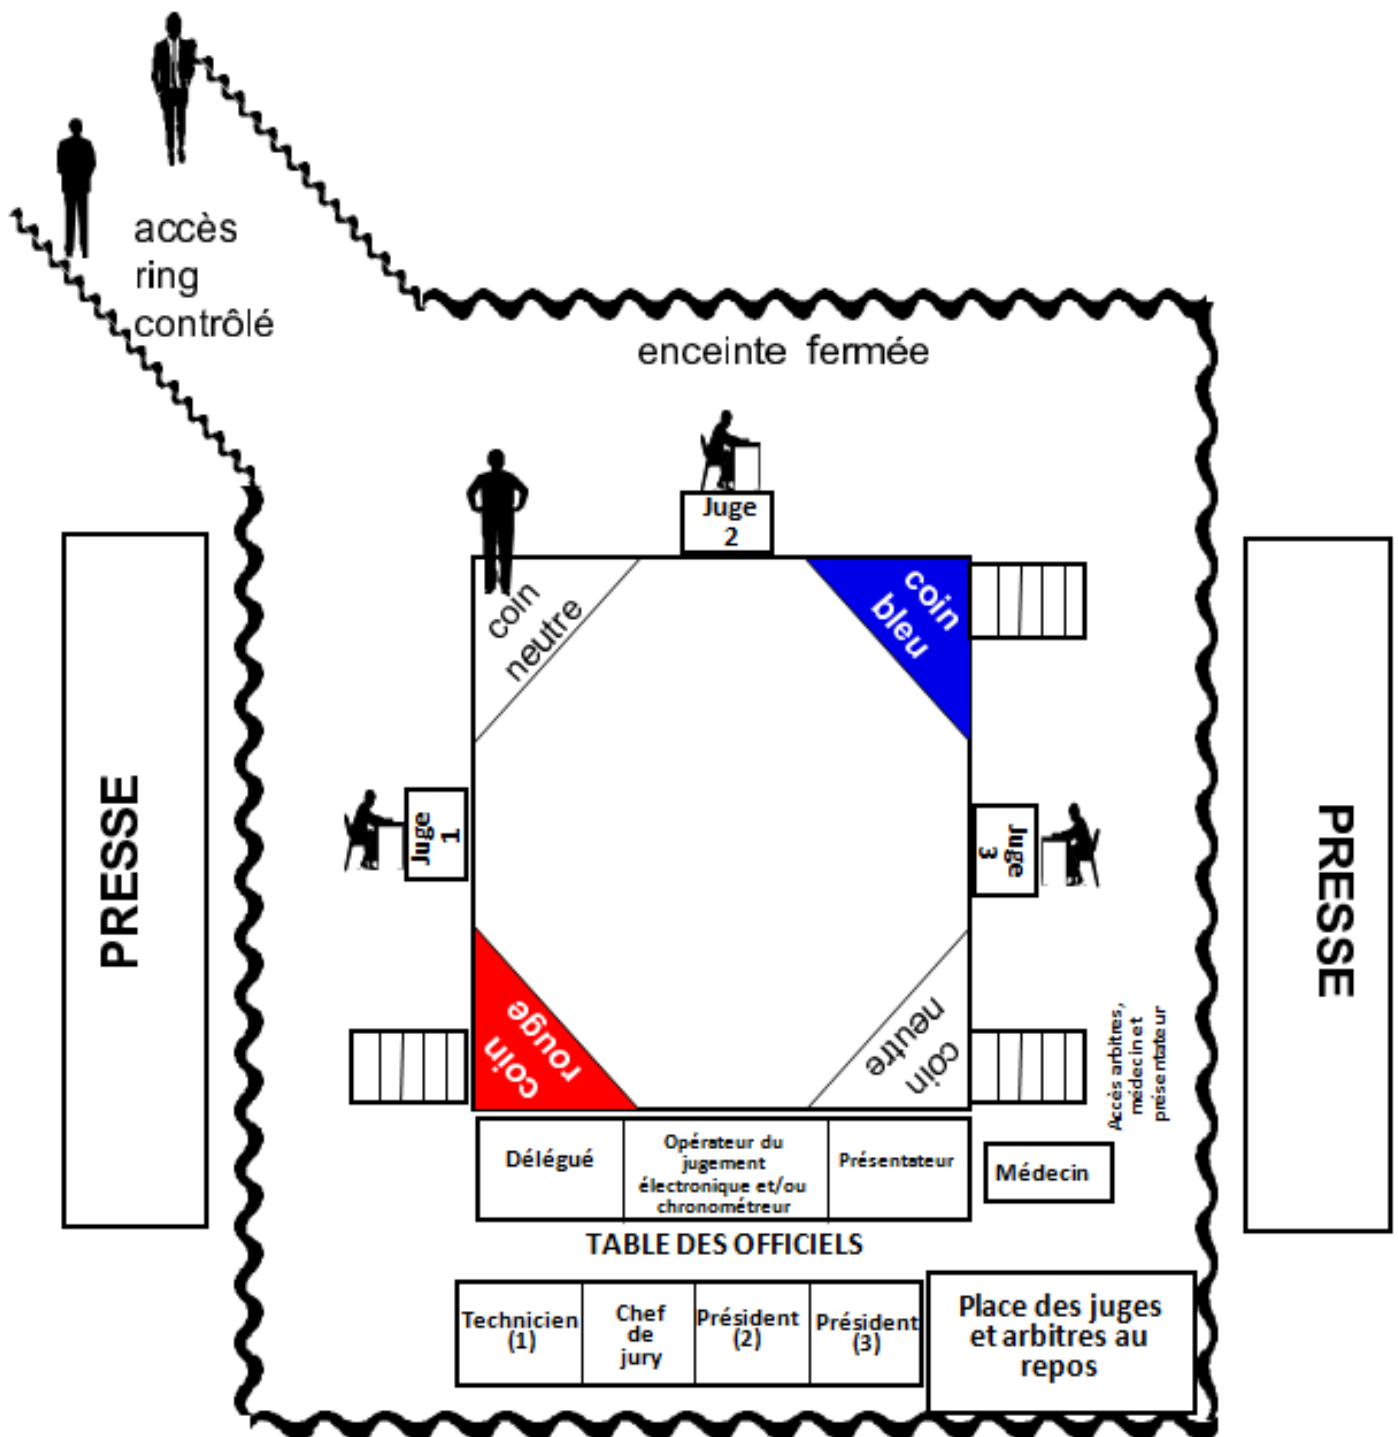 accès
ring
contrôlé
enceinte fermée
Juge
2
coin
neutre
coin
bleu
Juge
1
Juge
3
PRESSE
PRESSE
coin
rouge
coin
neutre
Accès arbitres,
médecin et
présentateur
Délégué
Opérateur du
jugement
électronique et/ou
chronométreur
Présentateur
Médecin
TABLE DES OFFICIELS
Technicien
(1)
Chef
de
jury
Président
(2)
Président
(3)
Place des juges
et arbitres au
repos